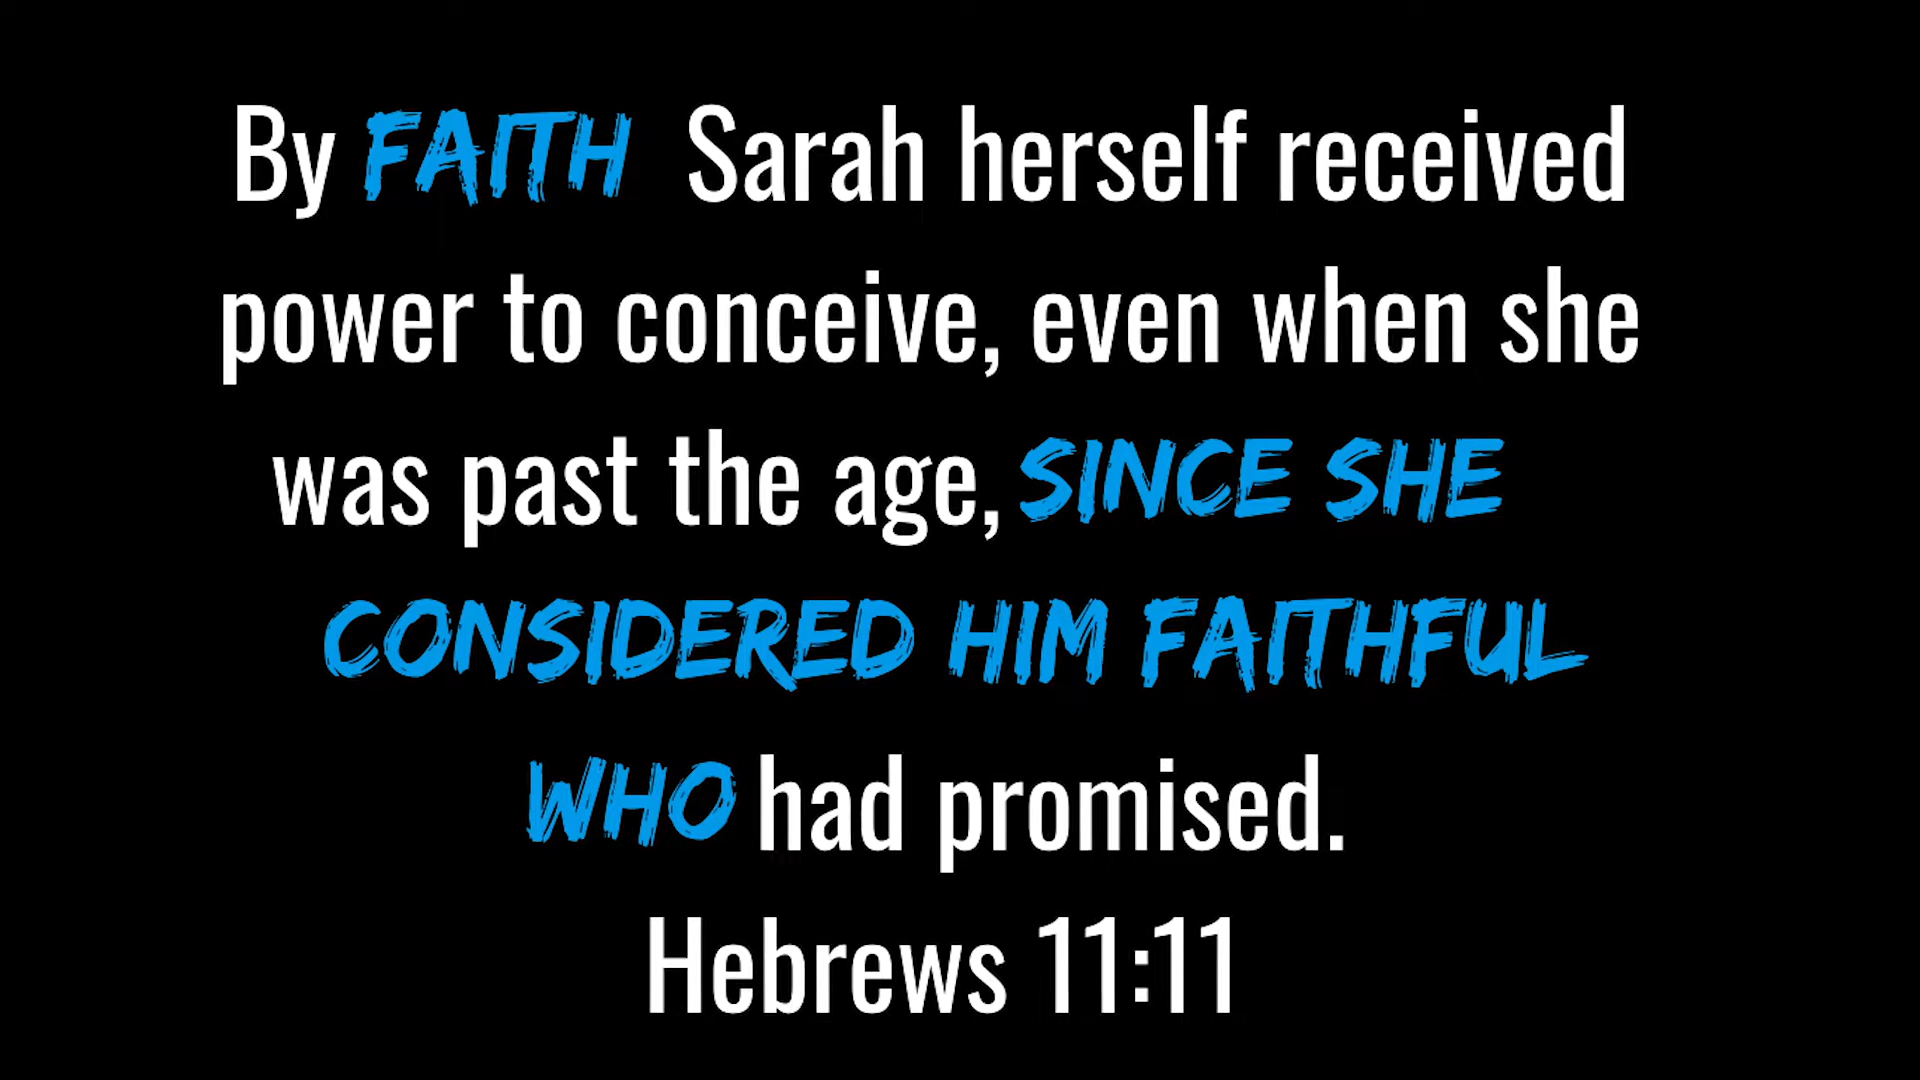 By FAITH Sarah herself received
power to conceive, even when she
was past the age, SINCE SHE
CONSIDERED HIM FAITHFUL
WHO had promised.
Hebrews 11:11